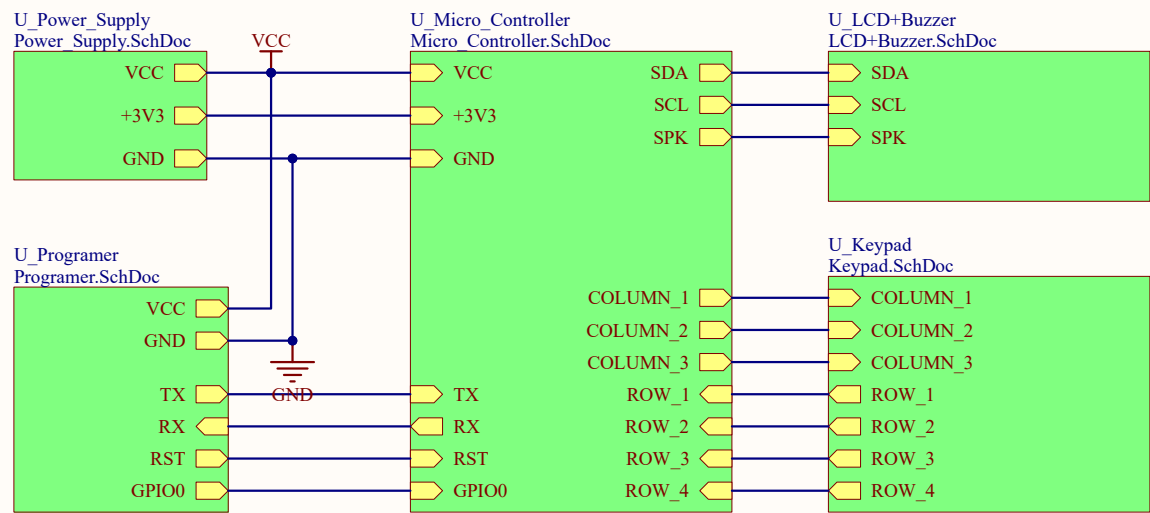 U_Power_Supply
Power_Supply.SchDoc
VCC
+3V3
GND
VCC
U_Programer
Programer.SchDoc
VCC
GND
TX
RX
RST
GPIO0
GND
U_Micro_Controller
Micro_Controller.SchDoc
VCC
+3V3
GND
TX
RX
RST
GPIO0
SDA
SCL
SPK
COLUMN_1
COLUMN_2
COLUMN_3
ROW_1
ROW_2
ROW_3
ROW_4
U_LCD+Buzzer
LCD+Buzzer.SchDoc
SDA
SCL
SPK
U_Keypad
Keypad.SchDoc
COLUMN_1
COLUMN_2
COLUMN_3
ROW_1
ROW_2
ROW_3
ROW_4